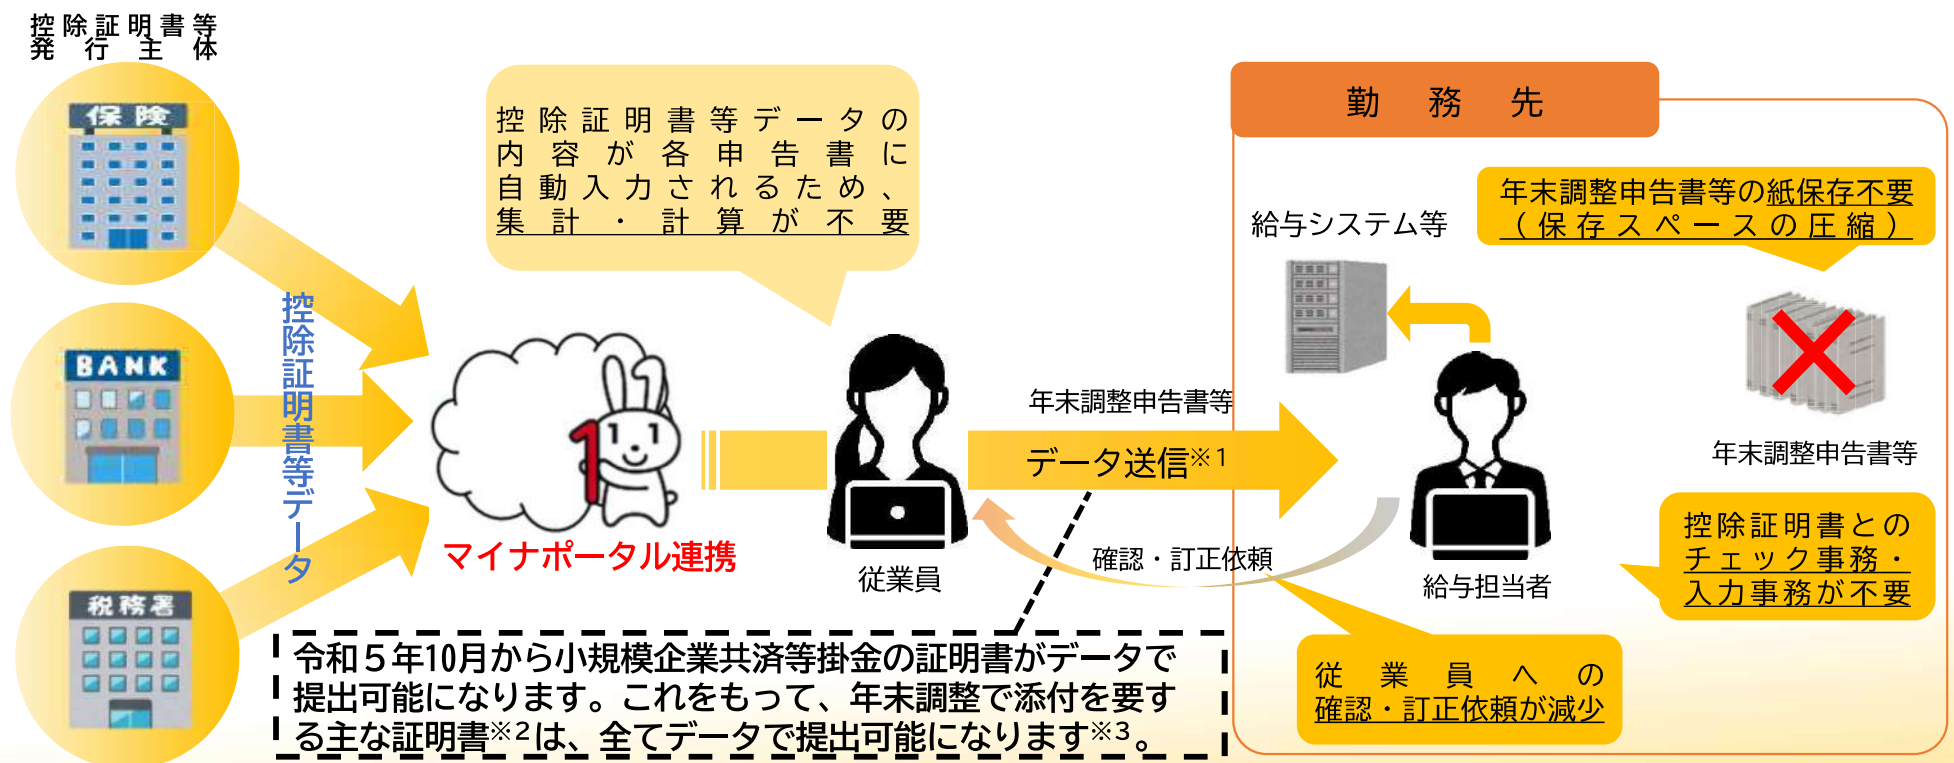 控除証明書等
発行主体
保険
BANK
税務署
控除証明書等データ
控除証明書等データの
内容が各申告書に
自動入力されるため、
集計・計算が不要
マイナポータル連携
従業員
年末調整申告書等
データ送信※1
確認・訂正依頼
令和5年10月から小規模企業共済等掛金の証明書がデータで
提出可能になります。これをもって、年末調整で添付を要す
る主な証明書※2は、全てデータで提出可能になります※3。
勤務先
給与システム等
年末調整申告書等の紙保存不要
（保存スペースの圧縮）
年末調整申告書等
給与担当者
控除証明書との
チェック事務・
入力事務が不要
従業員への
確認・訂正依頼が減少